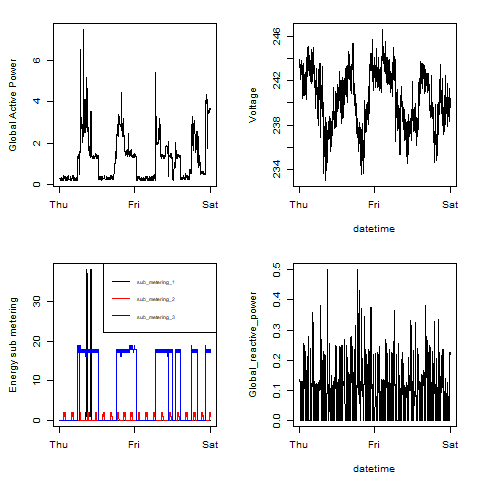 Global Active Power
6
4
2
0
Thu Fri Sat
Voltage
246
242
238
234
Thu Fri Sat
datetime
Energy sub metering
30
20
10
0
sub_metering_1
sub_metering_2
sub_metering_3
Thu Fri Sat
Global_reactive_power
0.5
0.4
0.3
0.2
0.1
0.0
Thu Fri Sat
datetime